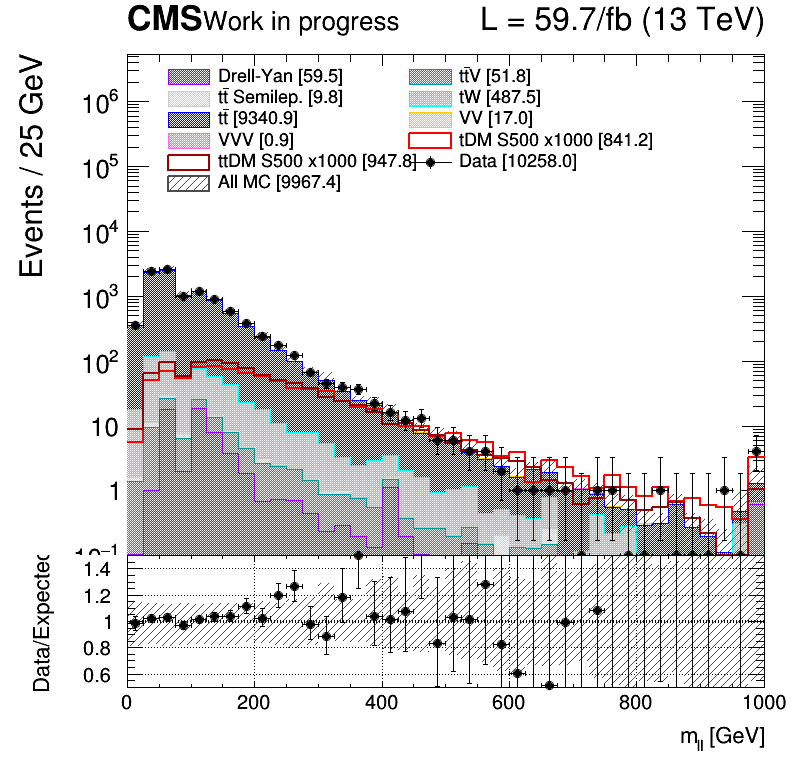 CMS Work in progress L = 59.7/fb (13 TeV)
Events / 25 GeV
Drell-Yan [59.5]
tt̄V [51.8]
tt̄ Semilep. [9.8]
tW [487.5]
tt̄ [9340.9]
VV [17.0]
VVV [0.9]
tDM S500 x1000 [841.2]
ttDM S500 x1000 [947.8]
Data [10258.0]
All MC [9967.4]
10⁶
10⁵
10⁴
10³
10²
10
1
10⁻¹
Data/Expected
1.4
1.2
1
0.8
0.6
0 200 400 600 800 1000
m_ll [GeV]